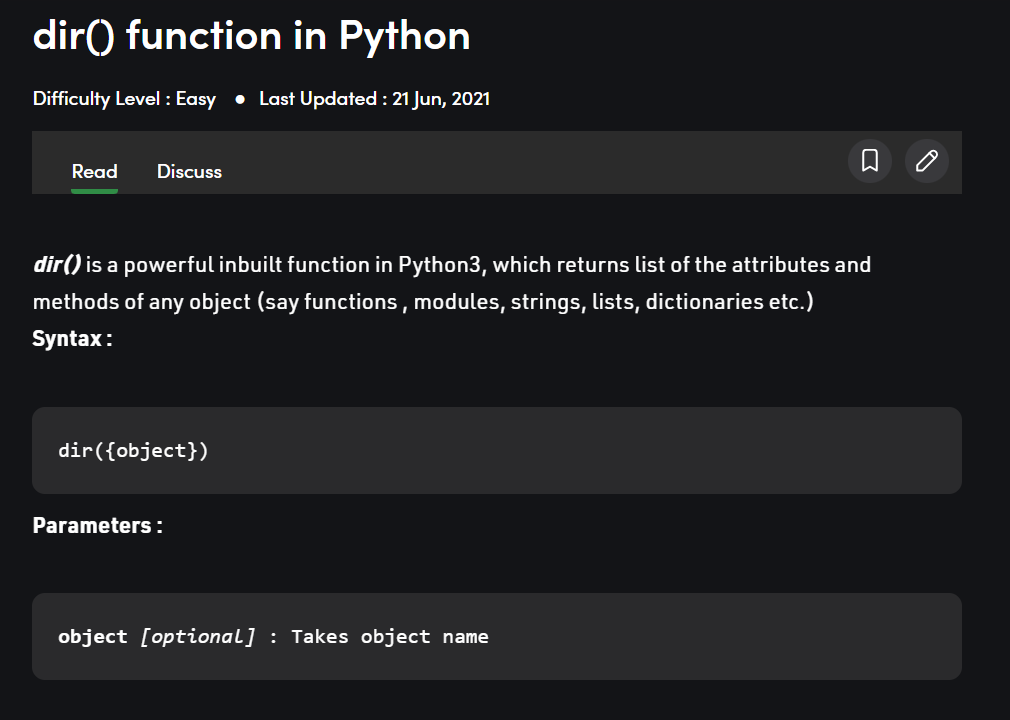 dir() function in Python
Difficulty Level : Easy ● Last Updated : 21 Jun, 2021
Read Discuss
dir() is a powerful inbuilt function in Python3, which returns list of the attributes and
methods of any object (say functions , modules, strings, lists, dictionaries etc.)
Syntax :
dir({object})
Parameters :
object [optional] : Takes object name